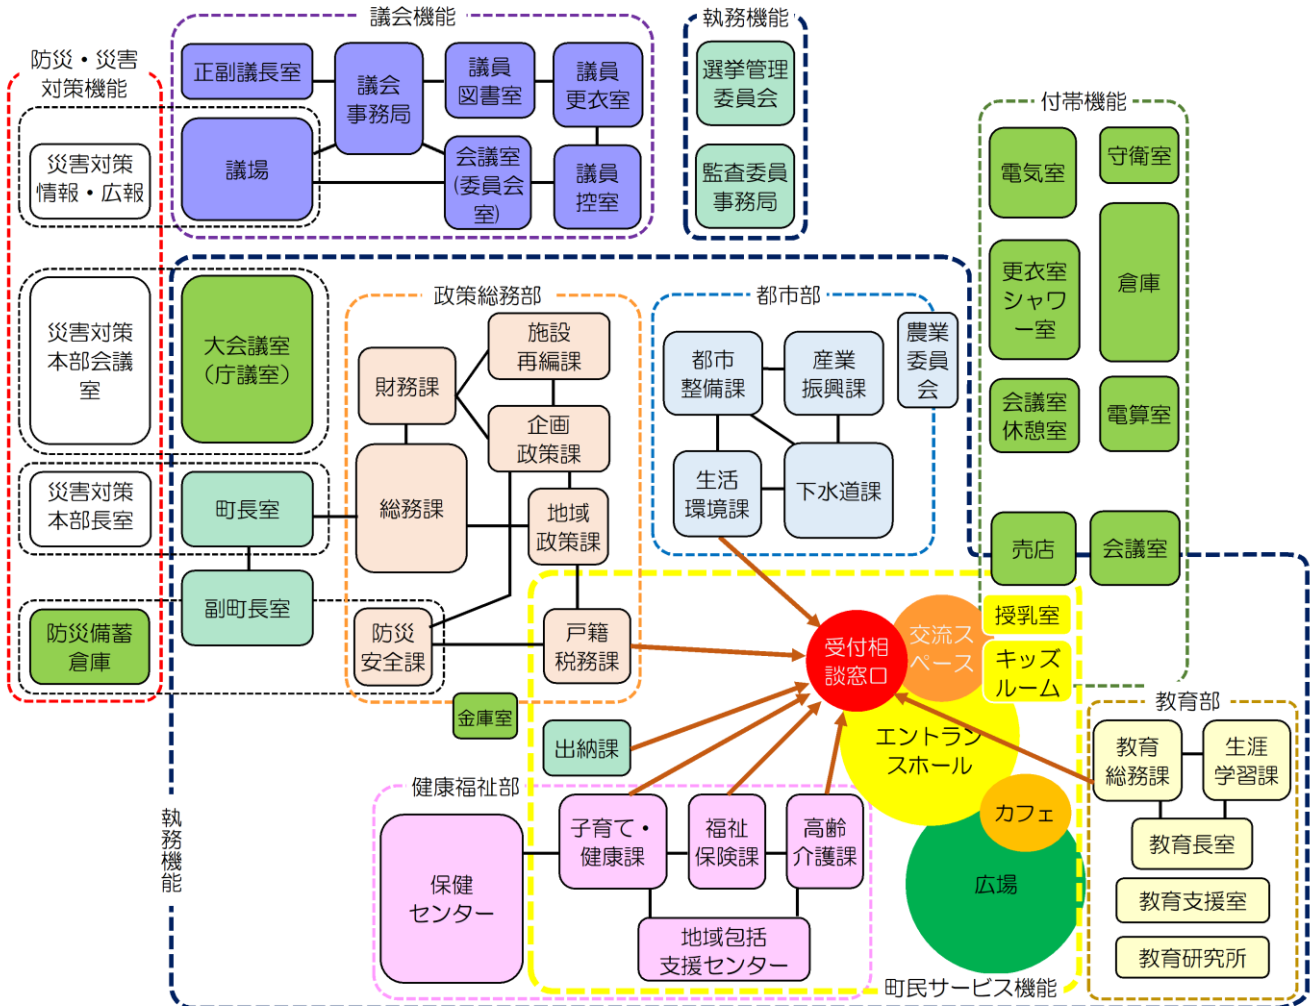 議会機能
執務機能
防災・災害
対策機能
正副議長室
議会
事務局
議員
図書室
議員
更衣室
選挙管理
委員会
付帯機能
災害対策
情報・広報
議場
会議室
(委員会
室)
議員
控室
監査委員
事務局
電気室
守衛室
更衣室
シャワ
ー室
倉庫
会議室
休憩室
電算室
売店
会議室
災害対策
本部会議
室
大会議室
（庁議室）
政策総務部
施設
再編課
財務課
企画
政策課
総務課
地域
政策課
防災
安全課
戸籍
税務課
都市部
都市
整備課
産業
振興課
農業
委員会
生活
環境課
下水道課
災害対策
本部長室
町長室
副町長室
防災備蓄
倉庫
金庫室
出納課
受付相
談窓口
交流ス
ペース
授乳室
キッズ
ルーム
エントラン
スホール
カフェ
広場
教育部
教育
総務課
生涯
学習課
教育長室
教育支援室
教育研究所
健康福祉部
子育て・
健康課
福祉
保険課
高齢
介護課
保健
センター
地域包括
支援センター
執務機能
町民サービス機能